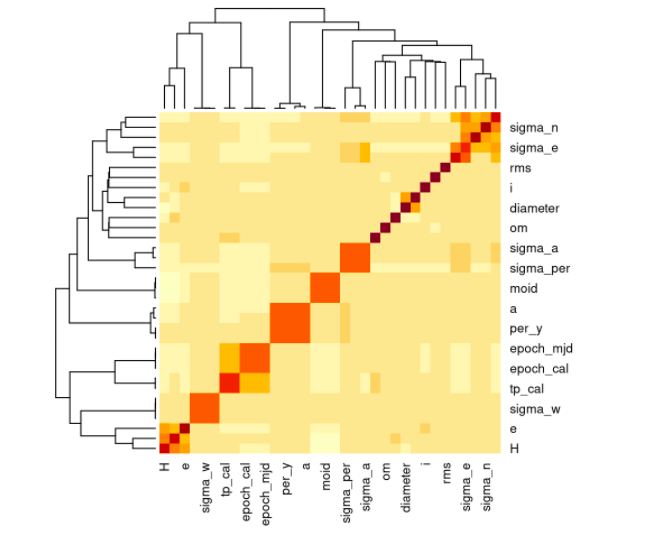 sigma_n
sigma_e
rms
i
diameter
om
sigma_a
sigma_per
moid
a
per_y
epoch_mjd
epoch_cal
tp_cal
sigma_w
e
H
H
e
sigma_w
tp_cal
epoch_cal
epoch_mjd
per_y
a
moid
sigma_per
sigma_a
om
diameter
i
rms
sigma_e
sigma_n